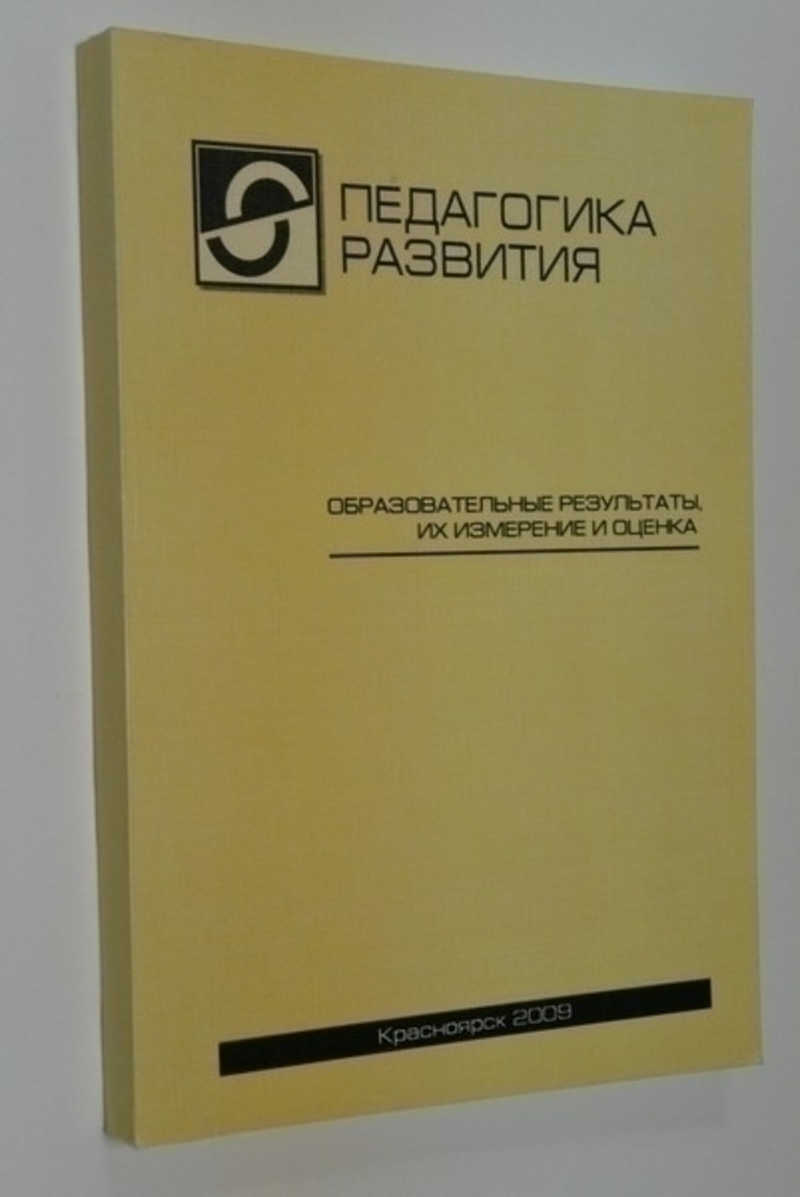 ПЕДАГОГИКА
РАЗВИТИЯ
ОБРАЗОВАТЕЛЬНЫЕ РЕЗУЛЬТАТЫ,
ИХ ИЗМЕРЕНИЕ И ОЦЕНКА
Красноярск 2009